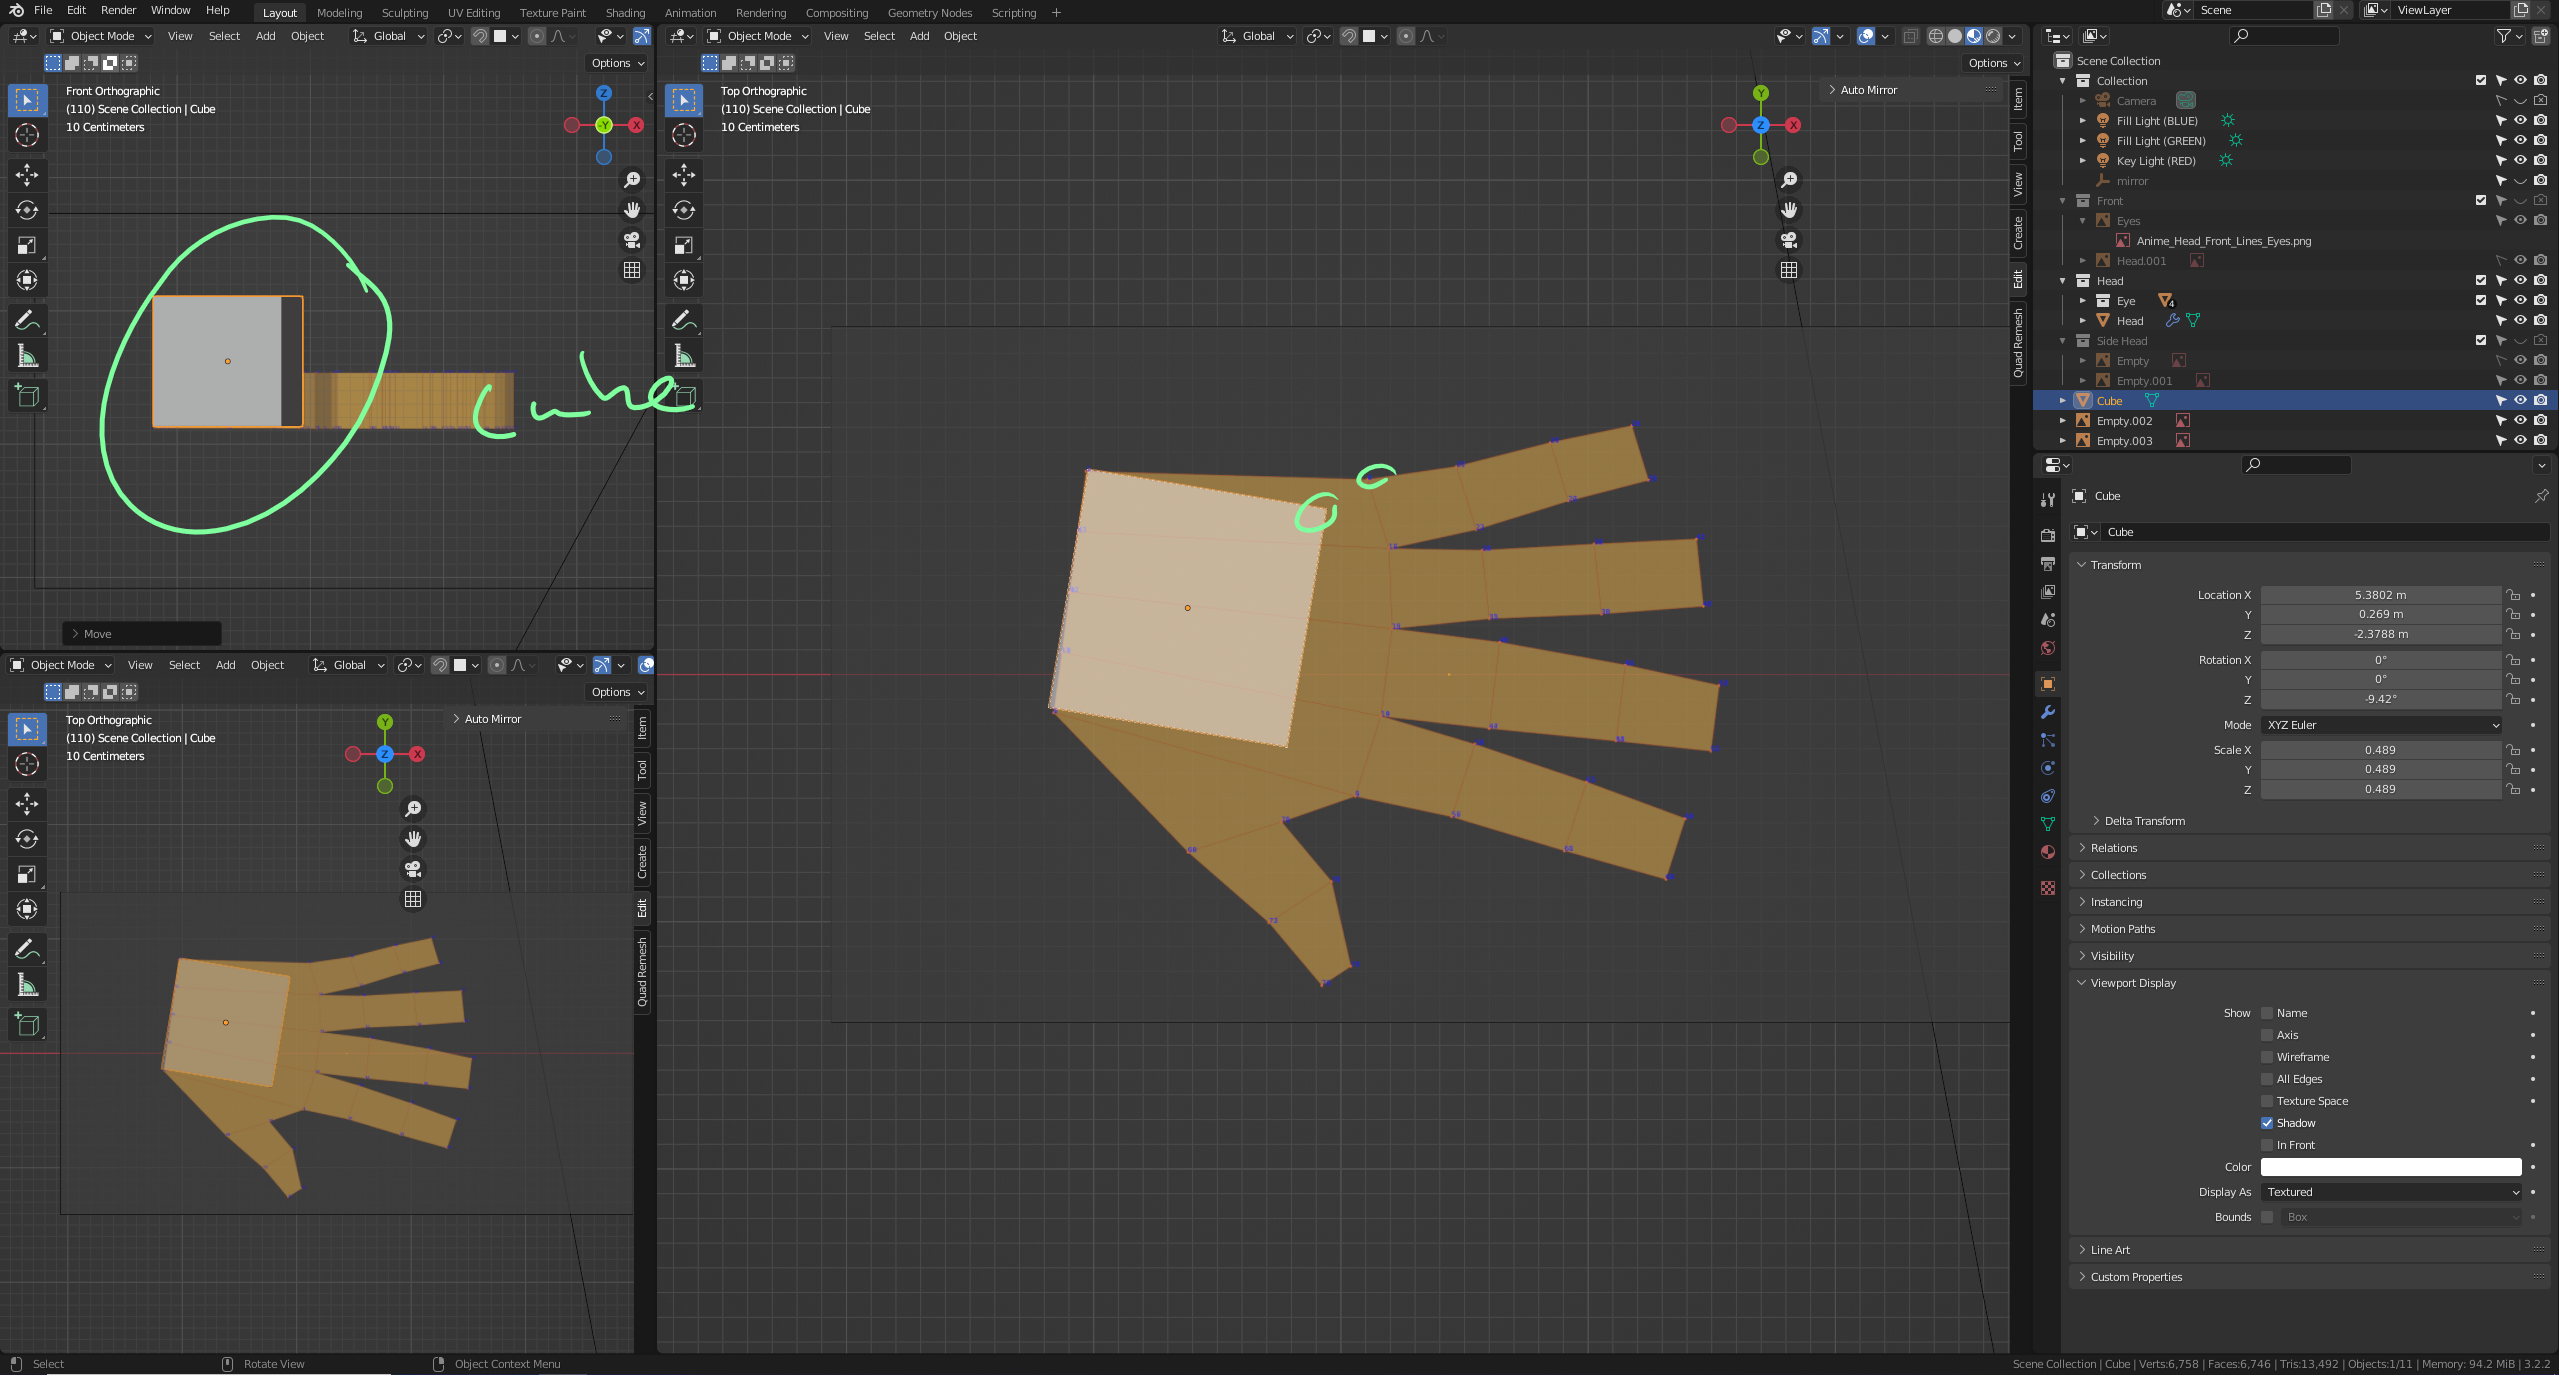 File Edit Render Window Help Layout Modeling Sculpting UV Editing Texture Paint Shading Animation Rendering Compositing Geometry Nodes Scripting +
Scene ViewLayer
Object Mode View Select Add Object Global
Options
Front Orthographic
(110) Scene Collection | Cube
10 Centimeters
Z
-Y
X
Move
Object Mode View Select Add Object Global
Options
Top Orthographic
(110) Scene Collection | Cube
10 Centimeters
Y
Z
X
Auto Mirror
Item
Tool
View
Create
Edit
Quad Remesh
Object Mode View Select Add Object Global
Options
Top Orthographic
(110) Scene Collection | Cube
10 Centimeters
Y
Z
X
Auto Mirror
Item
Tool
View
Create
Edit
Quad Remesh
Scene Collection
Collection
Camera
Fill Light (BLUE)
Fill Light (GREEN)
Key Light (RED)
mirror
Front
Eyes
Anime_Head_Front_Lines_Eyes.png
Head.001
Head
Eye 4
Head
Side Head
Empty
Empty.001
Cube
Empty.002
Empty.003
Cube
Cube
Transform
Location X 5.3802 m
Y 0.269 m
Z -2.3788 m
Rotation X 0°
Y 0°
Z -9.42°
Mode XYZ Euler
Scale X 0.489
Y 0.489
Z 0.489
Delta Transform
Relations
Collections
Instancing
Motion Paths
Visibility
Viewport Display
Show Name
Axis
Wireframe
All Edges
Texture Space
Shadow
In Front
Color
Display As Textured
Bounds Box
Line Art
Custom Properties
Select Rotate View Object Context Menu
Scene Collection | Cube | Verts:6,758 | Faces:6,746 | Tris:13,492 | Objects:1/11 | Memory: 94.2 MiB | 3.2.2